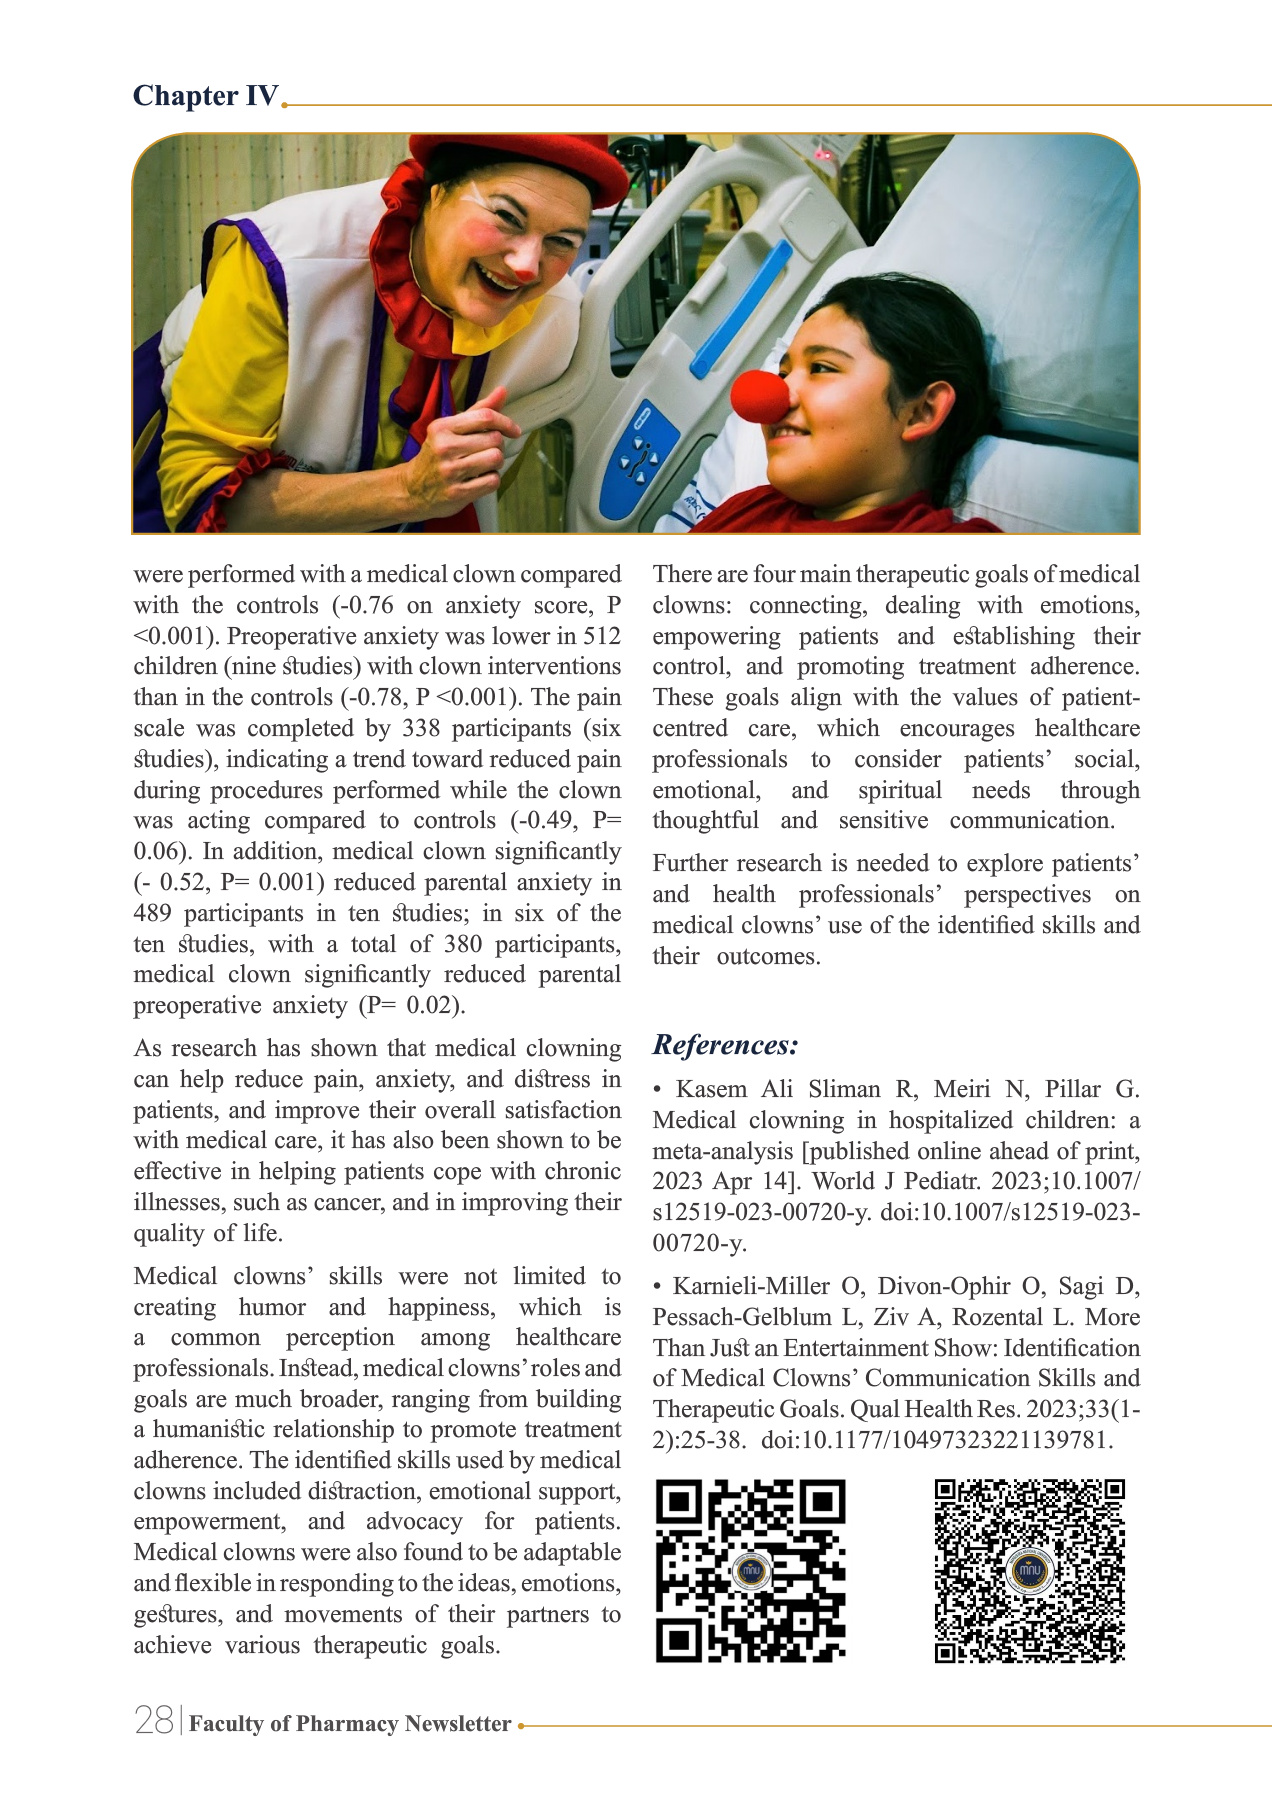 Chapter IV
were performed with a medical clown compared
with the controls (-0.76 on anxiety score, P
<0.001). Preoperative anxiety was lower in 512
children (nine studies) with clown interventions
than in the controls (-0.78, P <0.001). The pain
scale was completed by 338 participants (six
studies), indicating a trend toward reduced pain
during procedures performed while the clown
was acting compared to controls (-0.49, P=
0.06). In addition, medical clown significantly
(- 0.52, P= 0.001) reduced parental anxiety in
489 participants in ten studies; in six of the
ten studies, with a total of 380 participants,
medical clown significantly reduced parental
preoperative anxiety (P= 0.02).
As research has shown that medical clowning
can help reduce pain, anxiety, and distress in
patients, and improve their overall satisfaction
with medical care, it has also been shown to be
effective in helping patients cope with chronic
illnesses, such as cancer, and in improving their
quality of life.
Medical clowns’ skills were not limited to
creating humor and happiness, which is
a common perception among healthcare
professionals. Instead, medical clowns’ roles and
goals are much broader, ranging from building
a humanistic relationship to promote treatment
adherence. The identified skills used by medical
clowns included distraction, emotional support,
empowerment, and advocacy for patients.
Medical clowns were also found to be adaptable
and flexible in responding to the ideas, emotions,
gestures, and movements of their partners to
achieve various therapeutic goals.
There are four main therapeutic goals of medical
clowns: connecting, dealing with emotions,
empowering patients and establishing their
control, and promoting treatment adherence.
These goals align with the values of patient-
centred care, which encourages healthcare
professionals to consider patients’ social,
emotional, and spiritual needs through
thoughtful and sensitive communication.
Further research is needed to explore patients’
and health professionals’ perspectives on
medical clowns’ use of the identified skills and
their outcomes.
References:
• Kasem Ali Sliman R, Meiri N, Pillar G.
Medical clowning in hospitalized children: a
meta-analysis [published online ahead of print,
2023 Apr 14]. World J Pediatr. 2023;10.1007/
s12519-023-00720-y. doi:10.1007/s12519-023-
00720-y.
• Karnieli-Miller O, Divon-Ophir O, Sagi D,
Pessach-Gelblum L, Ziv A, Rozental L. More
Than Just an Entertainment Show: Identification
of Medical Clowns’ Communication Skills and
Therapeutic Goals. Qual Health Res. 2023;33(1-
2):25-38. doi:10.1177/10497323221139781.
mnu
mnu
28 Faculty of Pharmacy Newsletter